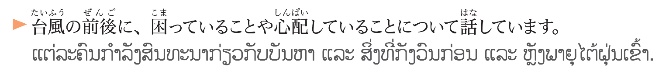 ▶台風の前後に、困っていることや心配していることについて話しています。
ແຕ່ລະຄົນກຳລັງສົນທະນາກ່ຽວກັບບັນຫາ ແລະ ສິ່ງທີ່ກັງວົນກ່ອນ ແລະ ຫຼັງພາຍຸໄຕ້ຝຸ່ນເຂົ້າ.